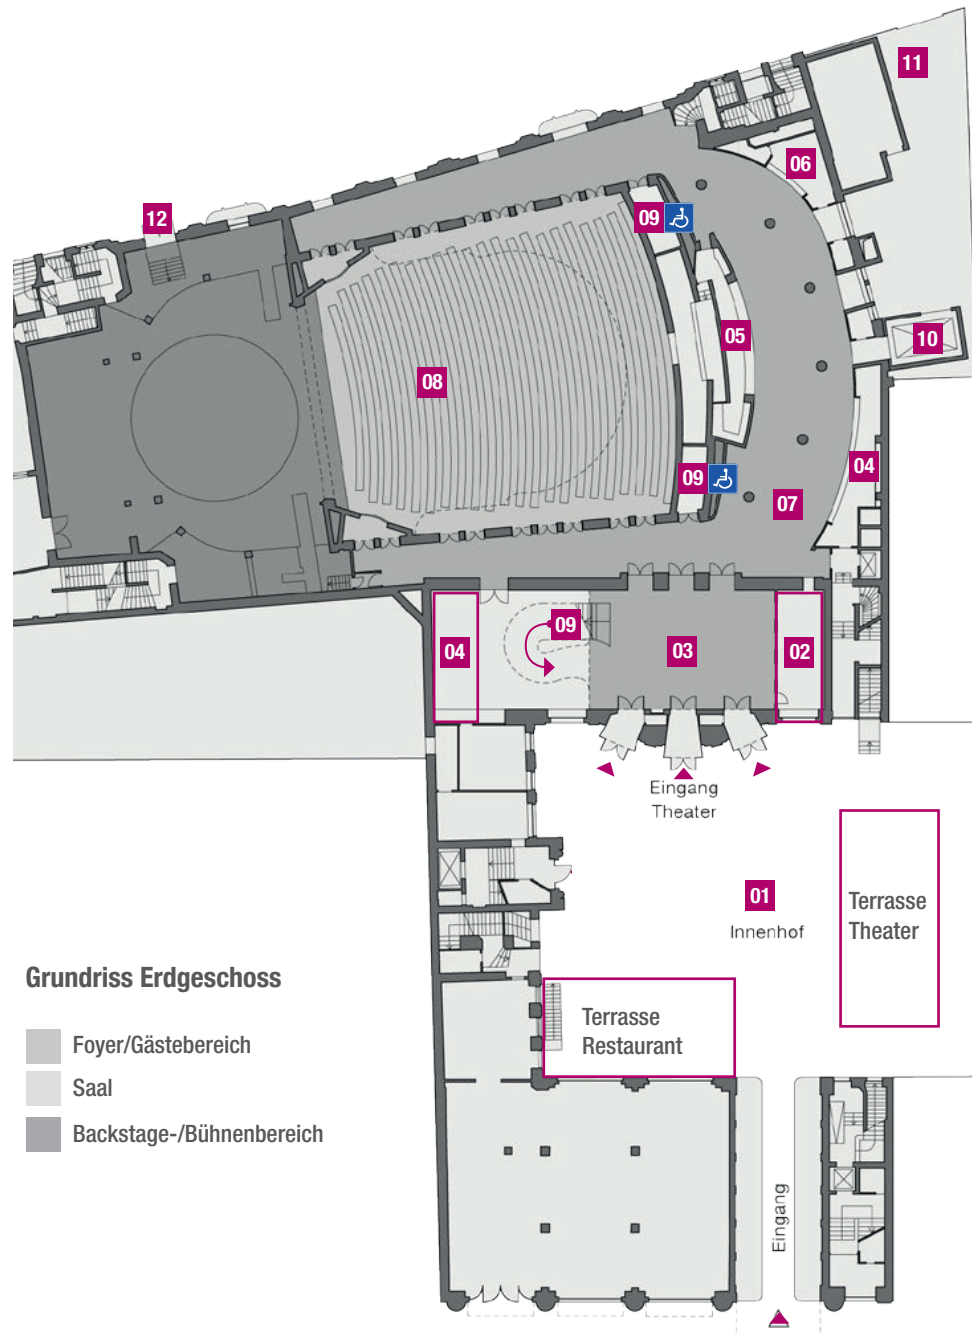 11
06
12
09
05
10
08
09
04
07
09
04
03
02
Eingang
Theater
01
Innenhof
Terrasse
Theater
Grundriss Erdgeschoss
Foyer/Gästebereich
Saal
Backstage-/Bühnenbereich
Terrasse
Restaurant
Eingang